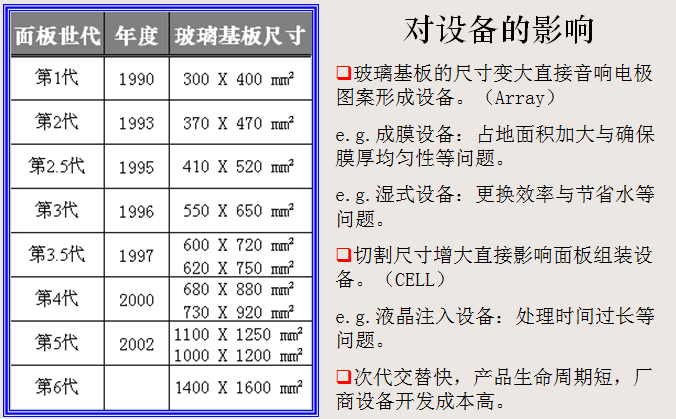 面板世代 年度 玻璃基板尺寸
第1代 1990 300 X 400 mm²
第2代 1993 370 X 470 mm²
第2.5代 1995 410 X 520 mm²
第3代 1996 550 X 650 mm²
第3.5代 1997 600 X 720 mm²
620 X 750 mm²
第4代 2000 680 X 880 mm²
730 X 920 mm²
第5代 2002 1100 X 1250 mm²
1000 X 1200 mm²
第6代 1400 X 1600 mm²
对设备的影响
❑玻璃基板的尺寸变大直接音响电极
图案形成设备。（Array）
e.g.成膜设备：占地面积加大与确保
膜厚均匀性等问题。
e.g.湿式设备：更换效率与节省水等
问题。
❑切割尺寸增大直接影响面板组装设
备。（CELL）
e.g.液晶注入设备：处理时间过长等
问题。
❑次代交替快，产品生命周期短，厂
商设备开发成本高。